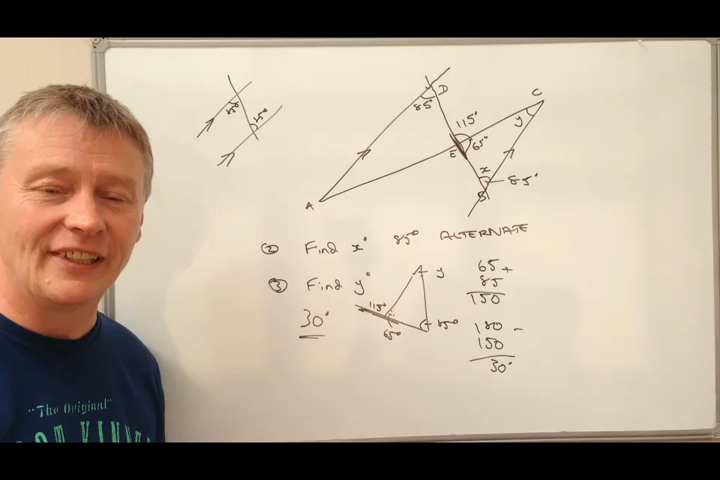 D
C
85°
115°
y
E
65°
x
85°
A
② Find x° 85° ALTERNATE
③ Find y°
30°
115°
65°
y
85°
65 +
85
150
180 -
150
30°
"The Original"